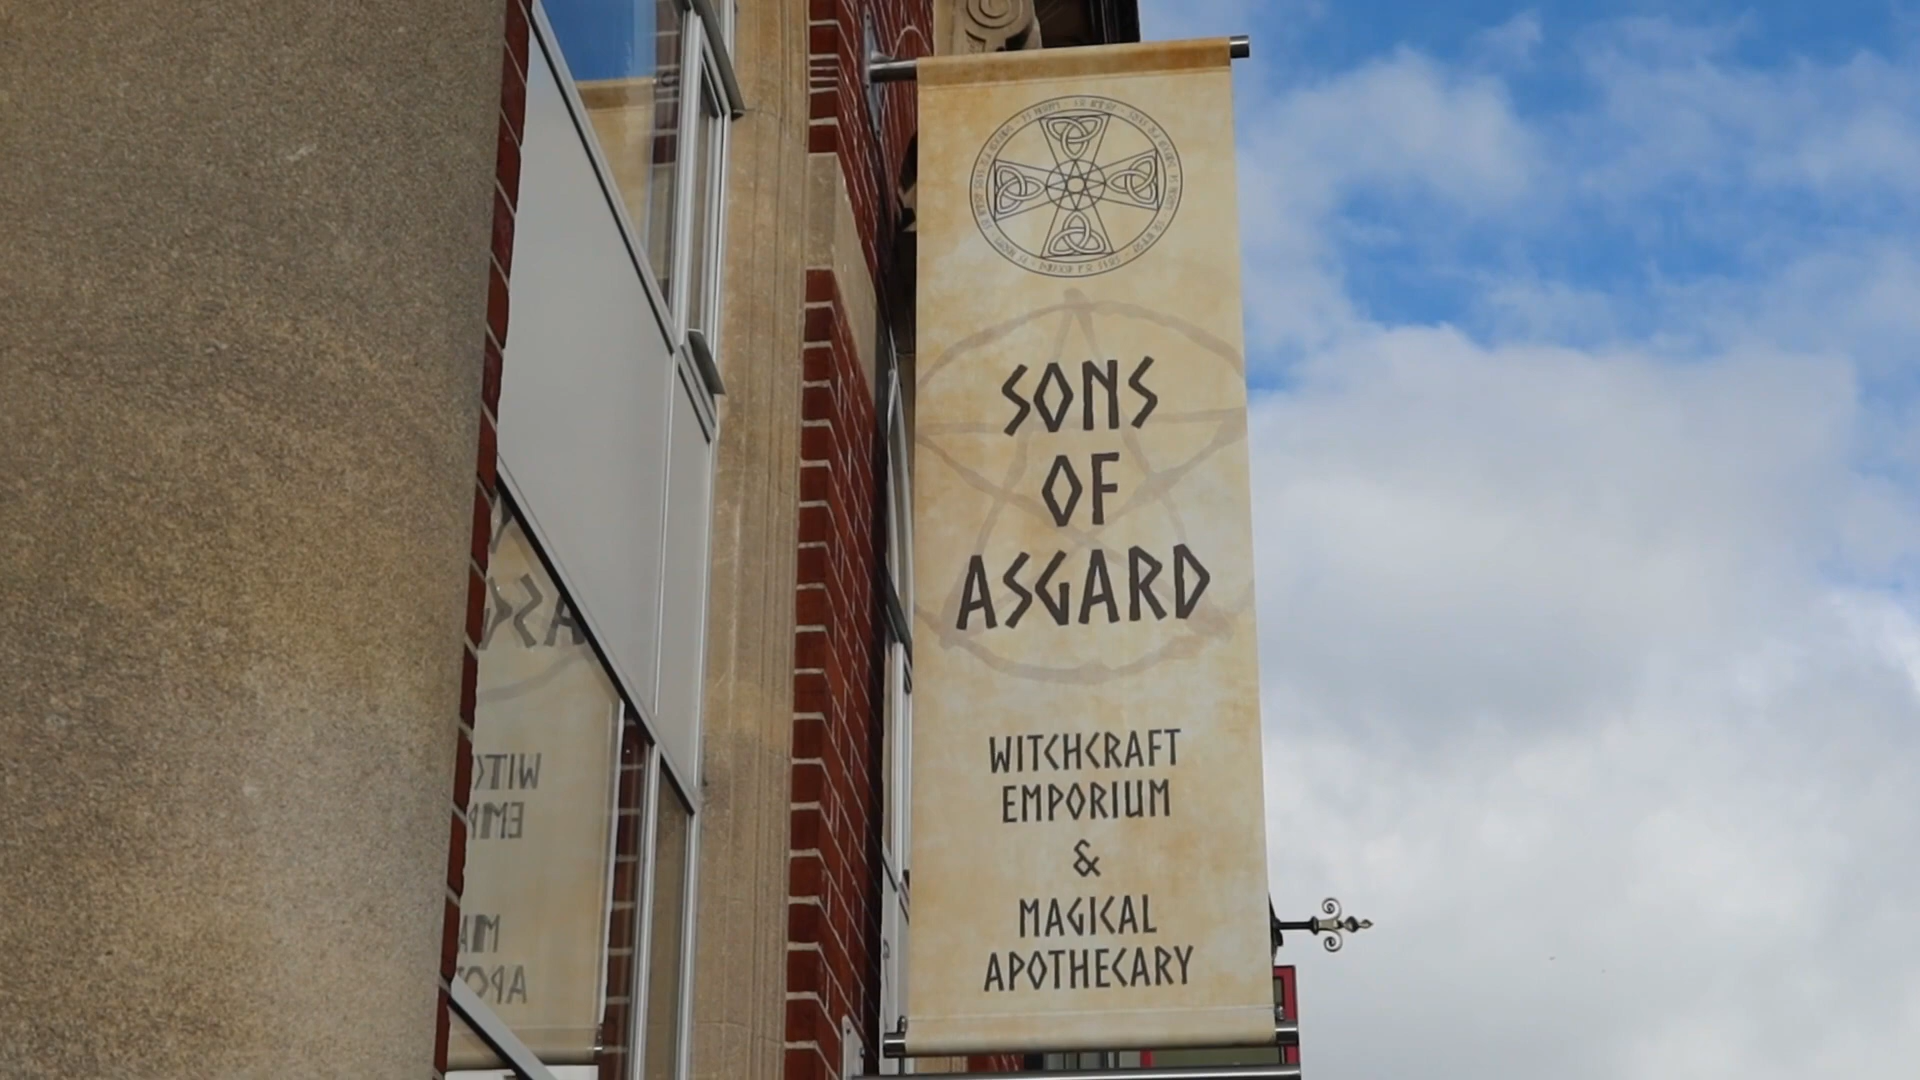 SONS
OF
ASGARD
WITCHCRAFT
EMPORIUM
&
MAGICAL
APOTHECARY